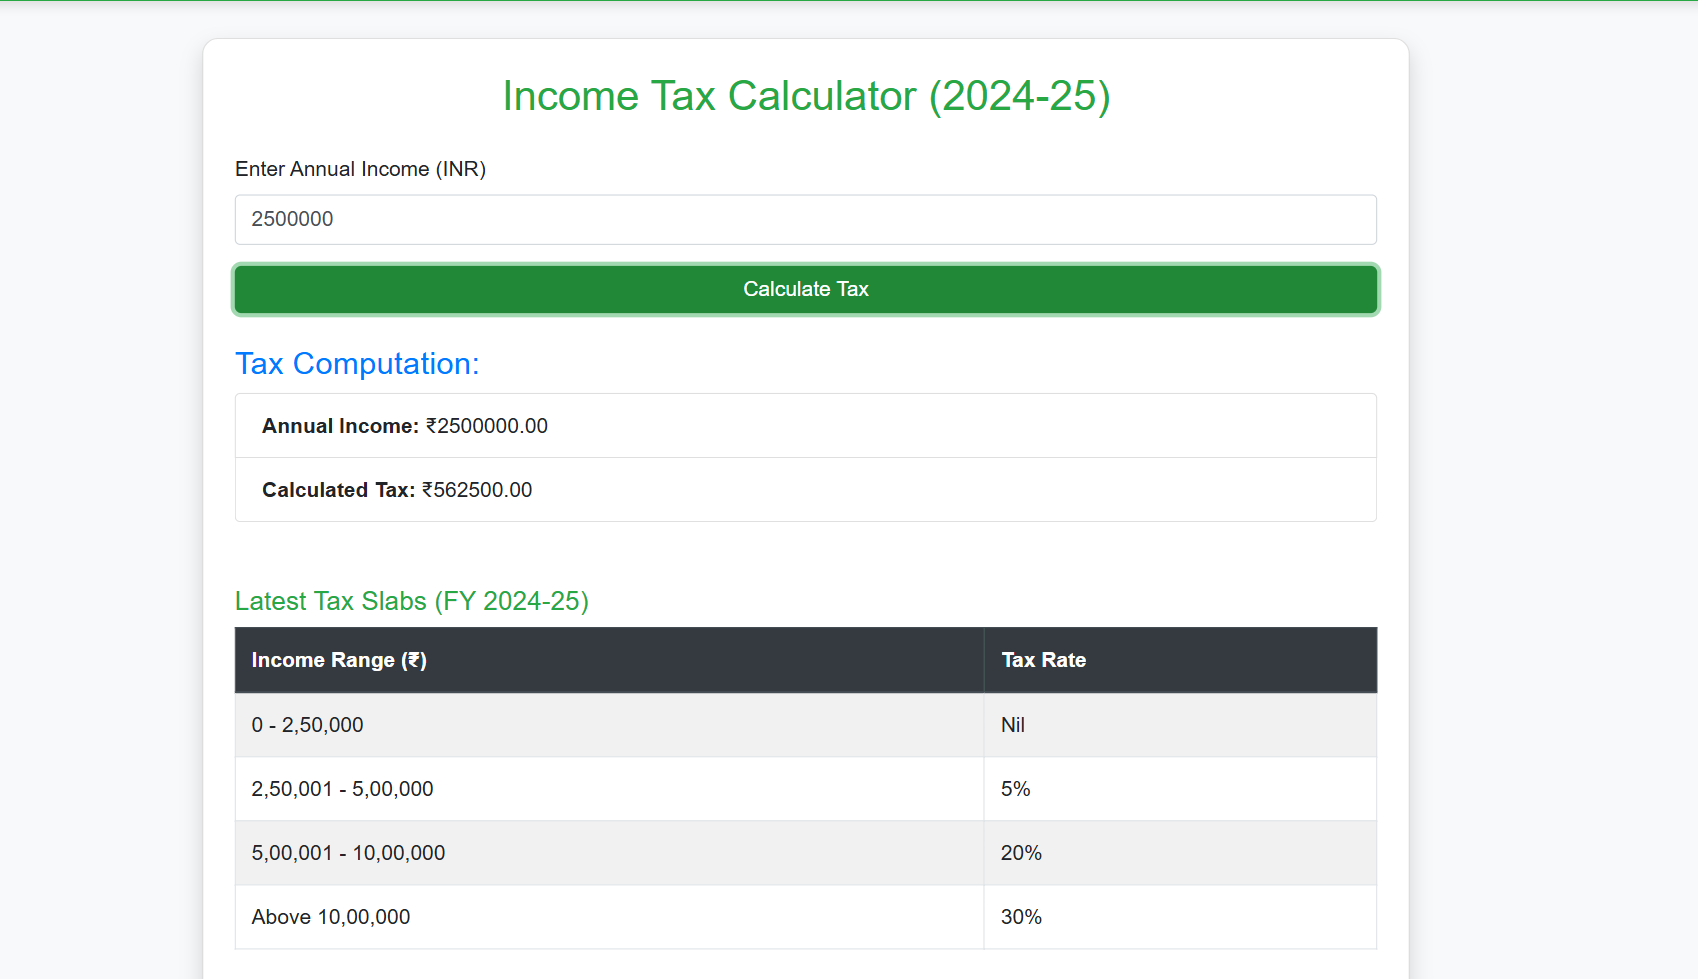 Income Tax Calculator (2024-25)
Enter Annual Income (INR)
2500000
Calculate Tax
Tax Computation:
Annual Income: ₹2500000.00
Calculated Tax: ₹562500.00
Latest Tax Slabs (FY 2024-25)
Income Range (₹) Tax Rate
0 - 2,50,000 Nil
2,50,001 - 5,00,000 5%
5,00,001 - 10,00,000 20%
Above 10,00,000 30%